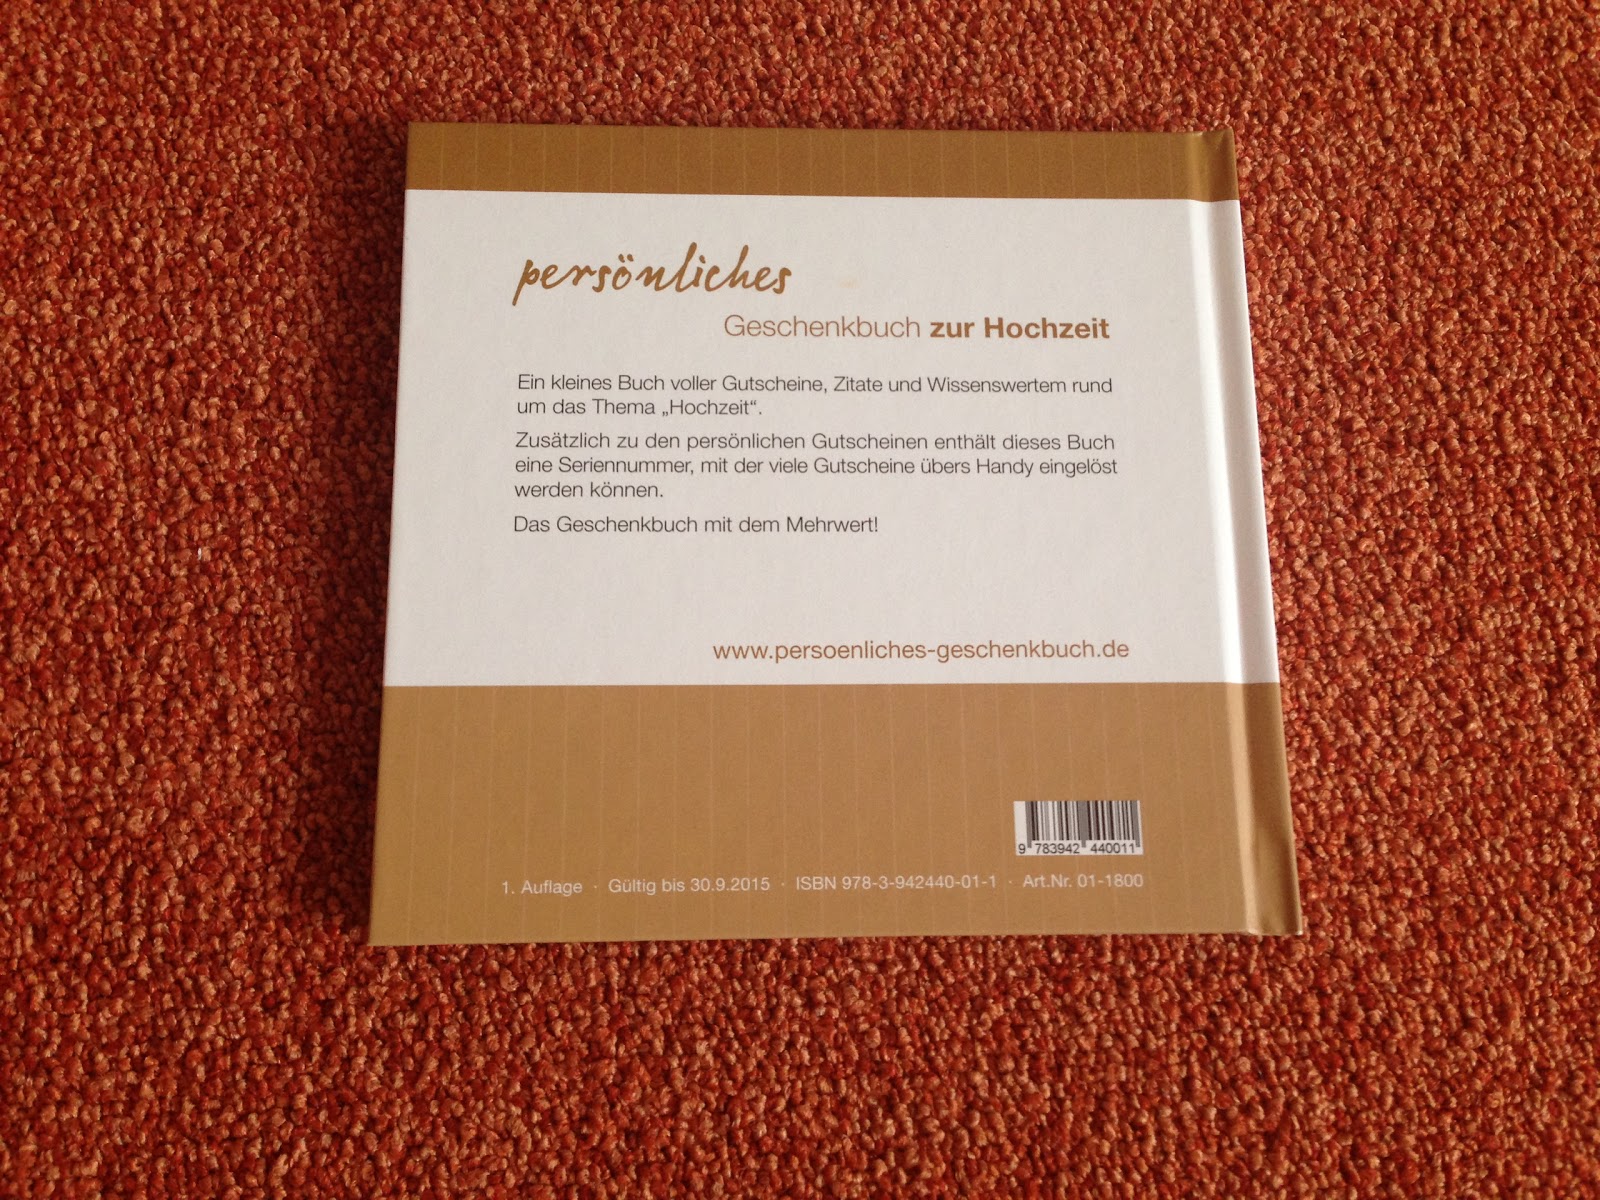 persönliches
Geschenkbuch zur Hochzeit
Ein kleines Buch voller Gutscheine, Zitate und Wissenswertem rund
um das Thema „Hochzeit“.
Zusätzlich zu den persönlichen Gutscheinen enthält dieses Buch
eine Seriennummer, mit der viele Gutscheine übers Handy eingelöst
werden können.
Das Geschenkbuch mit dem Mehrwert!
www.persoenliches-geschenkbuch.de
9 783942 440011
1. Auflage · Gültig bis 30.9.2015 · ISBN 978-3-942440-01-1 · Art.Nr. 01-1800